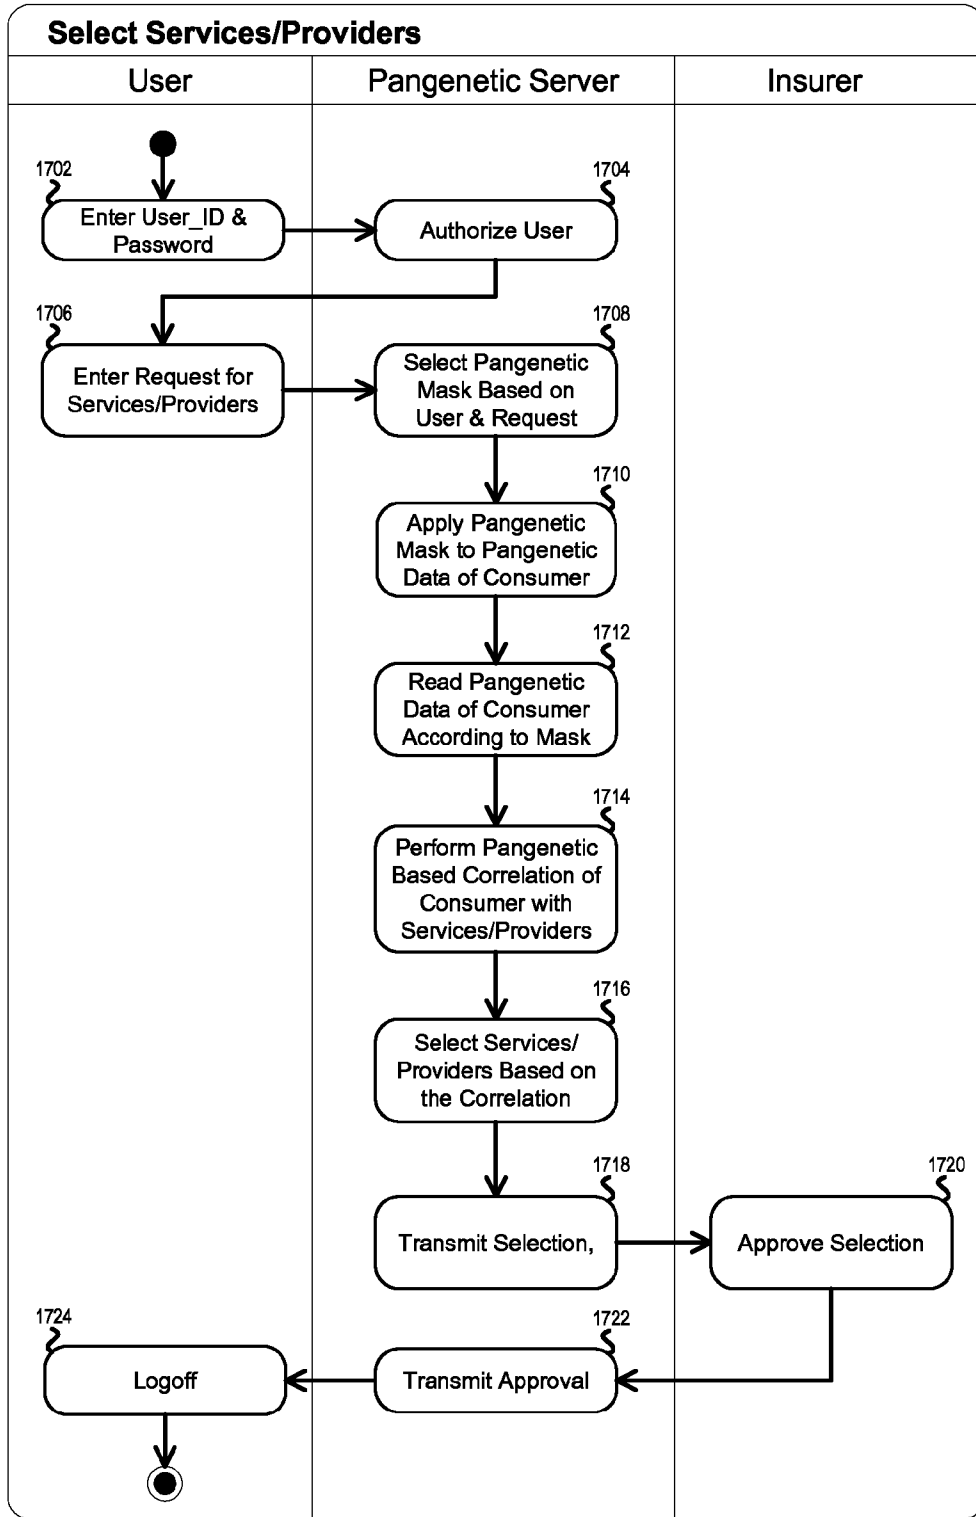 Select Services/Providers
User
Pangenetic Server
Insurer
1702
Enter User_ID &
Password
1704
Authorize User
1706
Enter Request for
Services/Providers
1708
Select Pangenetic
Mask Based on
User & Request
1710
Apply Pangenetic
Mask to Pangenetic
Data of Consumer
1712
Read Pangenetic
Data of Consumer
According to Mask
1714
Perform Pangenetic
Based Correlation of
Consumer with
Services/Providers
1716
Select Services/
Providers Based on
the Correlation
1718
Transmit Selection,
1720
Approve Selection
1722
Transmit Approval
1724
Logoff